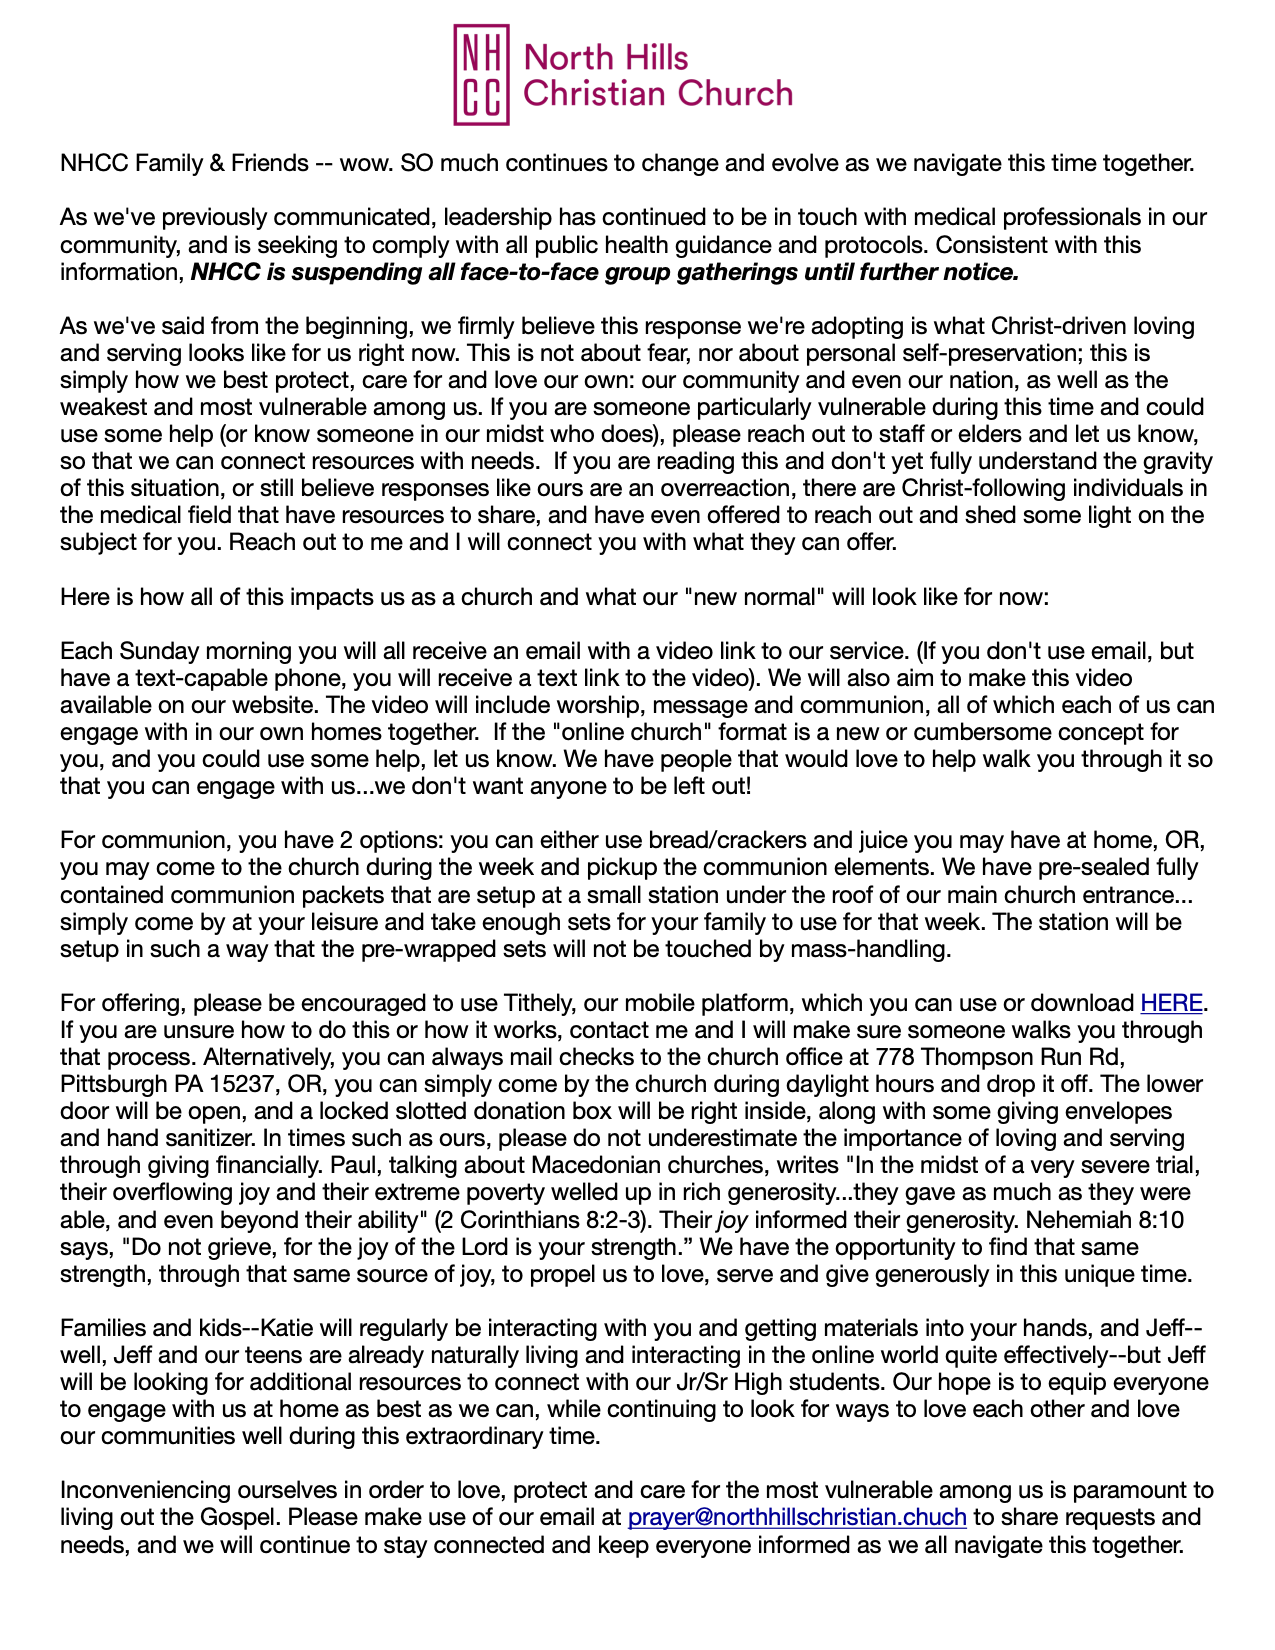 NH
CC
North Hills
Christian Church
NHCC Family & Friends -- wow. SO much continues to change and evolve as we navigate this time together.
As we've previously communicated, leadership has continued to be in touch with medical professionals in our
community, and is seeking to comply with all public health guidance and protocols. Consistent with this
information, NHCC is suspending all face-to-face group gatherings until further notice.
As we've said from the beginning, we firmly believe this response we're adopting is what Christ-driven loving
and serving looks like for us right now. This is not about fear, nor about personal self-preservation; this is
simply how we best protect, care for and love our own: our community and even our nation, as well as the
weakest and most vulnerable among us. If you are someone particularly vulnerable during this time and could
use some help (or know someone in our midst who does), please reach out to staff or elders and let us know,
so that we can connect resources with needs.  If you are reading this and don't yet fully understand the gravity
of this situation, or still believe responses like ours are an overreaction, there are Christ-following individuals in
the medical field that have resources to share, and have even offered to reach out and shed some light on the
subject for you. Reach out to me and I will connect you with what they can offer.
Here is how all of this impacts us as a church and what our "new normal" will look like for now:
Each Sunday morning you will all receive an email with a video link to our service. (If you don't use email, but
have a text-capable phone, you will receive a text link to the video). We will also aim to make this video
available on our website. The video will include worship, message and communion, all of which each of us can
engage with in our own homes together.  If the "online church" format is a new or cumbersome concept for
you, and you could use some help, let us know. We have people that would love to help walk you through it so
that you can engage with us...we don't want anyone to be left out!
For communion, you have 2 options: you can either use bread/crackers and juice you may have at home, OR,
you may come to the church during the week and pickup the communion elements. We have pre-sealed fully
contained communion packets that are setup at a small station under the roof of our main church entrance...
simply come by at your leisure and take enough sets for your family to use for that week. The station will be
setup in such a way that the pre-wrapped sets will not be touched by mass-handling.
For offering, please be encouraged to use Tithely, our mobile platform, which you can use or download HERE.
If you are unsure how to do this or how it works, contact me and I will make sure someone walks you through
that process. Alternatively, you can always mail checks to the church office at 778 Thompson Run Rd,
Pittsburgh PA 15237, OR, you can simply come by the church during daylight hours and drop it off. The lower
door will be open, and a locked slotted donation box will be right inside, along with some giving envelopes
and hand sanitizer. In times such as ours, please do not underestimate the importance of loving and serving
through giving financially. Paul, talking about Macedonian churches, writes "In the midst of a very severe trial,
their overflowing joy and their extreme poverty welled up in rich generosity...they gave as much as they were
able, and even beyond their ability" (2 Corinthians 8:2-3). Their joy informed their generosity. Nehemiah 8:10
says, "Do not grieve, for the joy of the Lord is your strength.” We have the opportunity to find that same
strength, through that same source of joy, to propel us to love, serve and give generously in this unique time.
Families and kids--Katie will regularly be interacting with you and getting materials into your hands, and Jeff--
well, Jeff and our teens are already naturally living and interacting in the online world quite effectively--but Jeff
will be looking for additional resources to connect with our Jr/Sr High students. Our hope is to equip everyone
to engage with us at home as best as we can, while continuing to look for ways to love each other and love
our communities well during this extraordinary time.
Inconveniencing ourselves in order to love, protect and care for the most vulnerable among us is paramount to
living out the Gospel. Please make use of our email at prayer@northhillschristian.chuch to share requests and
needs, and we will continue to stay connected and keep everyone informed as we all navigate this together.